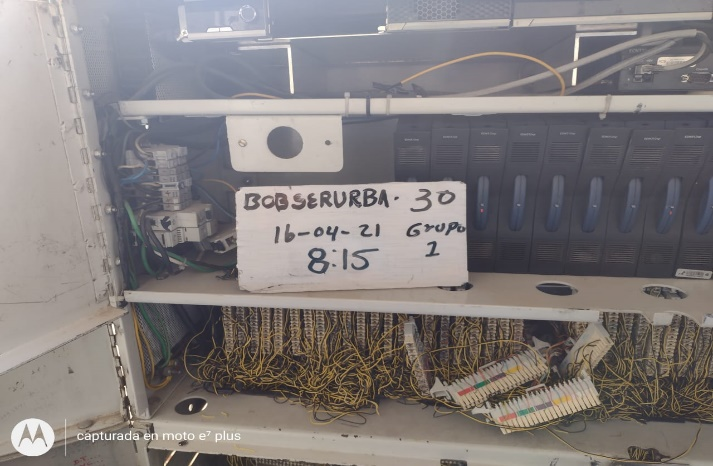 BOBSERURBA. 30
16-04-21 Grupo
8:15 1
capturada en moto e⁷ plus